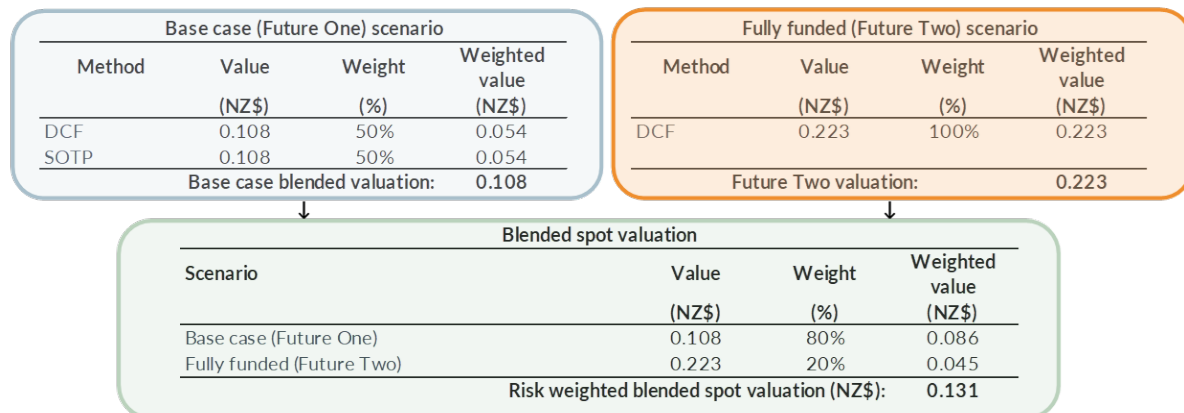 Base case (Future One) scenario
Method Value Weight Weighted value
(NZ$) (%) (NZ$)
DCF 0.108 50% 0.054
SOTP 0.108 50% 0.054
Base case blended valuation: 0.108
Fully funded (Future Two) scenario
Method Value Weight Weighted value
(NZ$) (%) (NZ$)
DCF 0.223 100% 0.223
Future Two valuation: 0.223
Blended spot valuation
Scenario Value Weight Weighted value
(NZ$) (%) (NZ$)
Base case (Future One) 0.108 80% 0.086
Fully funded (Future Two) 0.223 20% 0.045
Risk weighted blended spot valuation (NZ$): 0.131